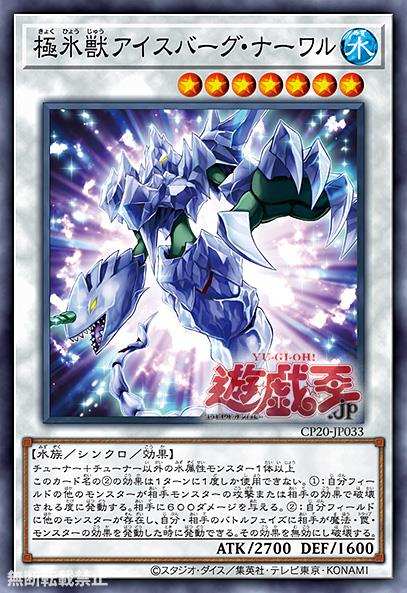 きょく ひょう じゅう
極氷獣アイスバーグ・ナーワル
水
YU-GI-OH!
遊戯王
.jp
CP20-JP033
【水族/シンクロ/効果】
チューナー+チューナー以外の水属性モンスター1体以上
このカード名の②の効果は1ターンに1度しか使用できない。①:自分フィ
ールドの他のモンスターが相手モンスターの攻撃または相手の効果で破壊
される度に発動する。相手に600ダメージを与える。②:自分フィールド
に他のモンスターが存在し、自分・相手のバトルフェイズに相手が魔法・罠・
モンスターの効果を発動した時に発動できる。その効果を無効にし破壊する。
ATK/2700 DEF/1600
無断転載禁止
©スタジオ・ダイス/集英社・テレビ東京・KONAMI